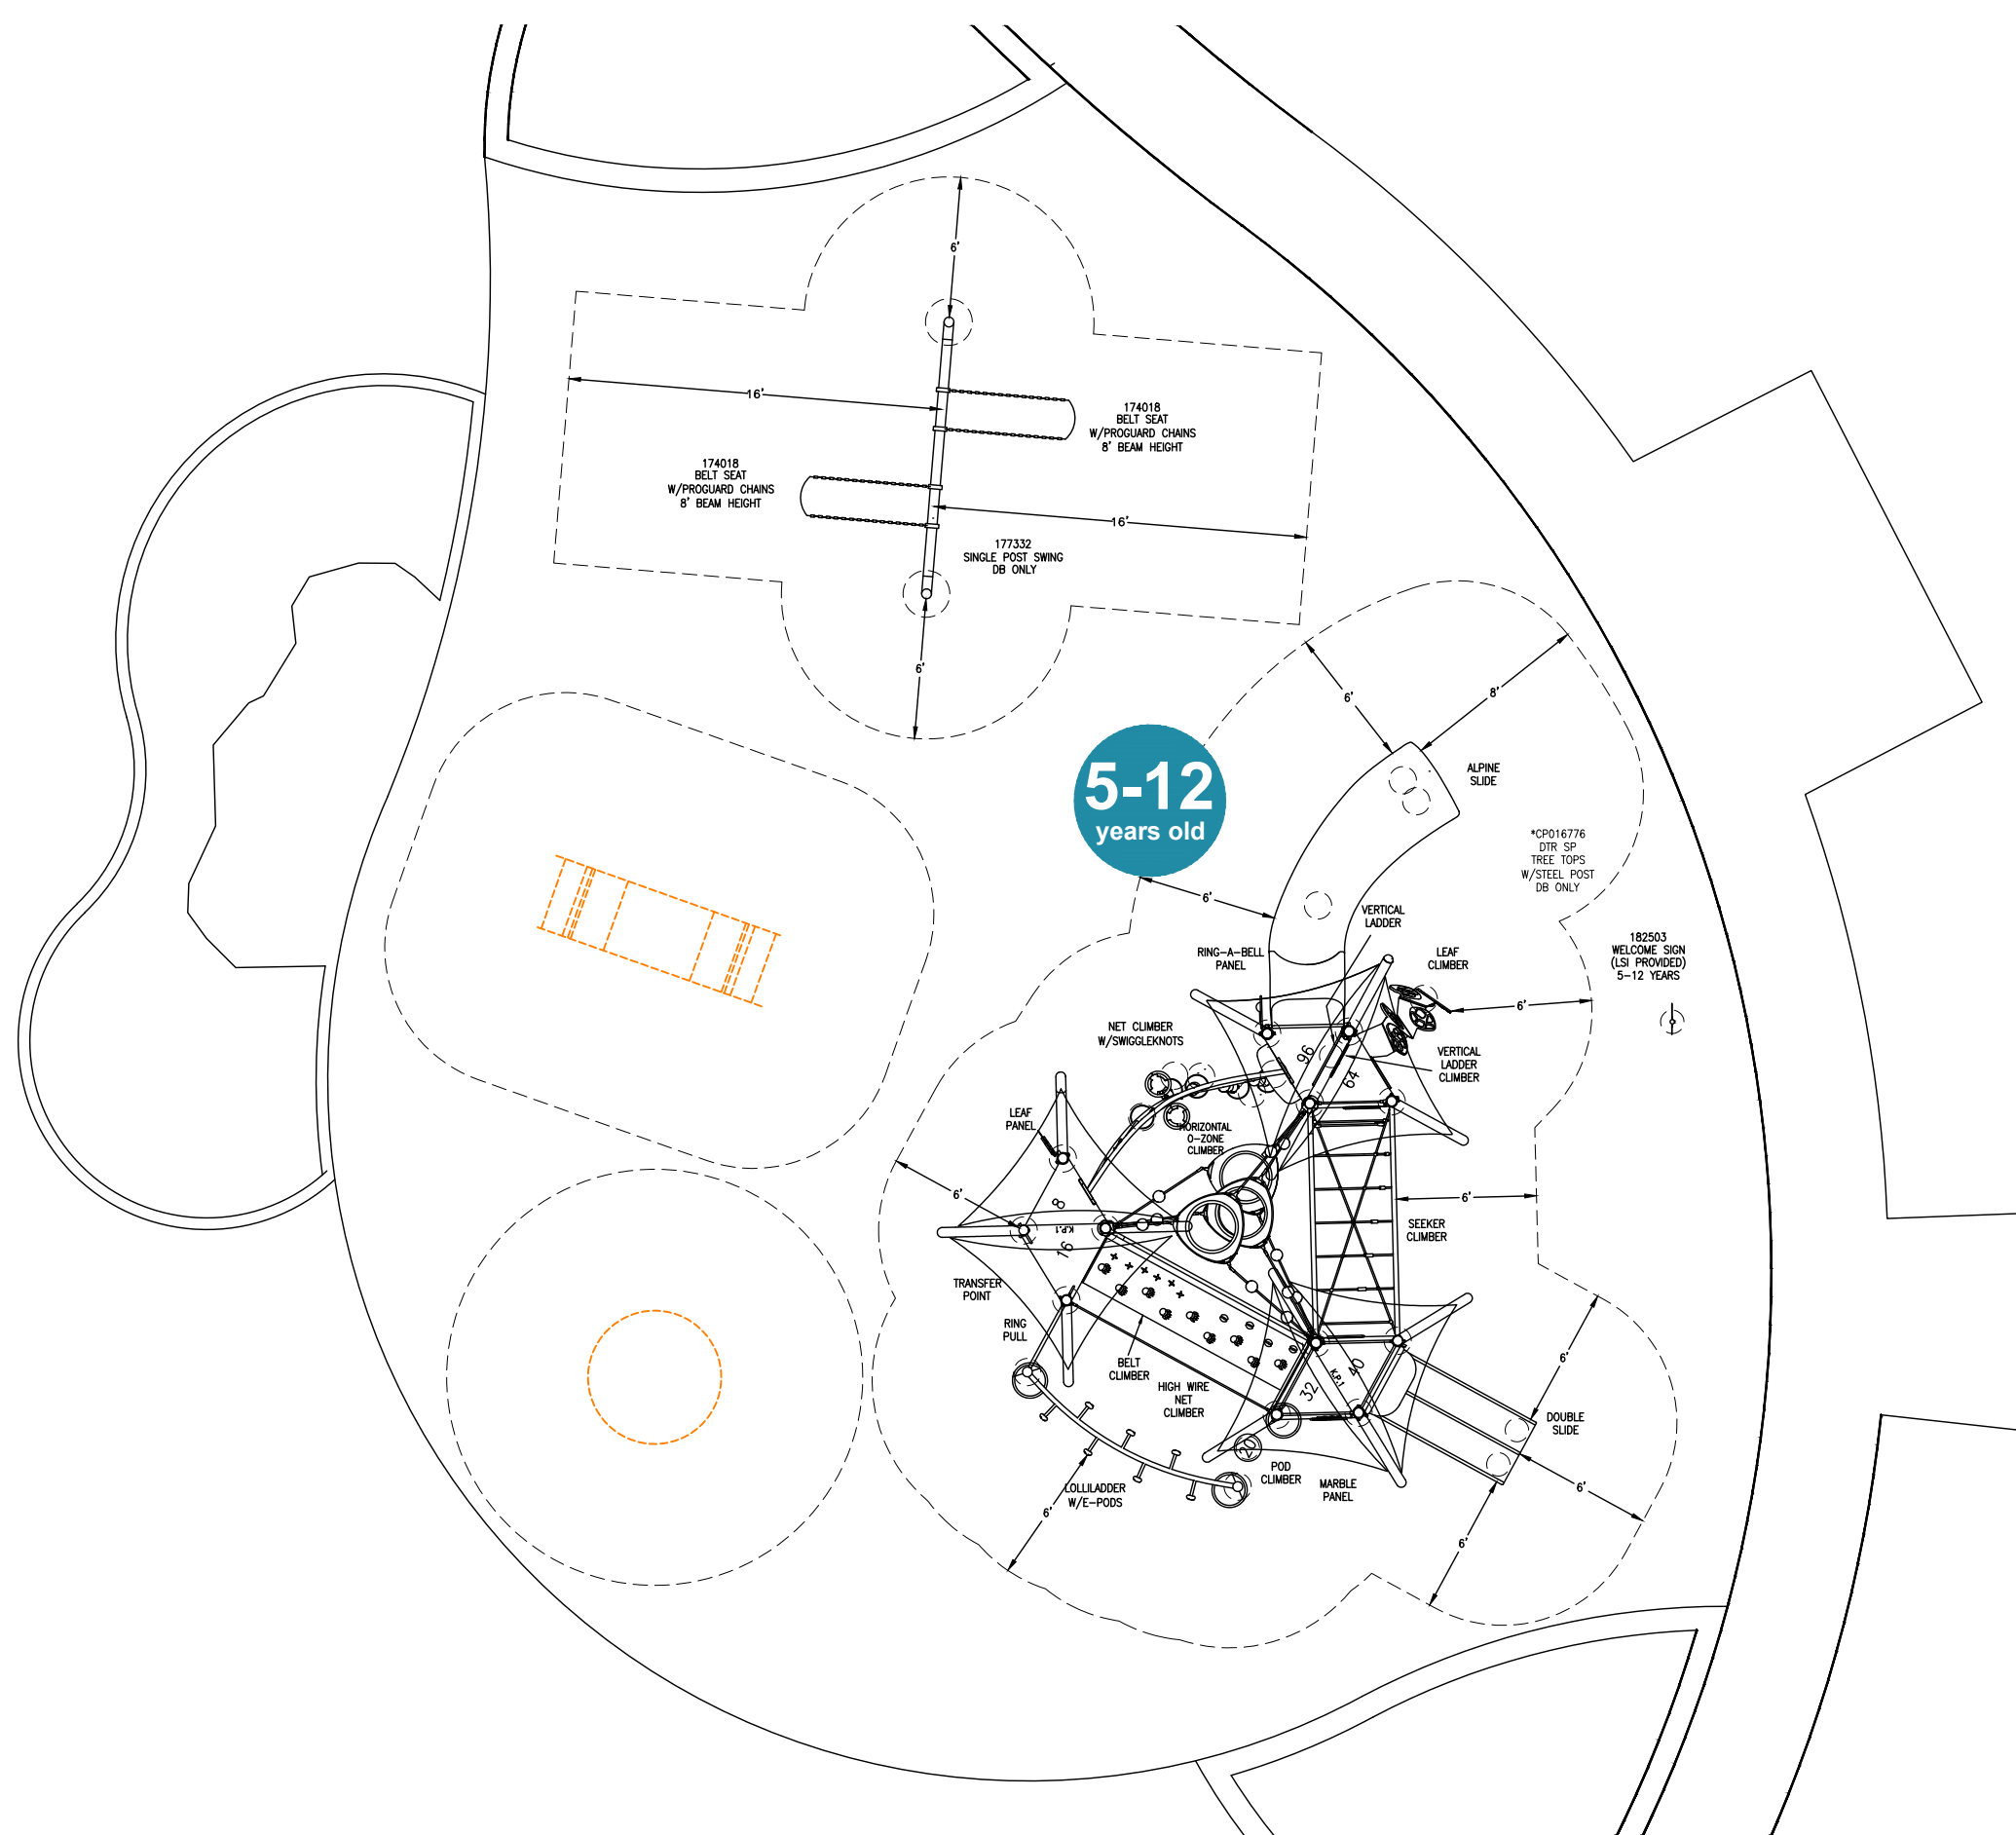 6'
16'
174018
BELT SEAT
W/PROGUARD CHAINS
8' BEAM HEIGHT
174018
BELT SEAT
W/PROGUARD CHAINS
8' BEAM HEIGHT
16'
177332
SINGLE POST SWING
DB ONLY
6'
6'
8'
5-12
years old
ALPINE
SLIDE
*CP016776
DTR SP
TREE TOPS
W/STEEL POST
DB ONLY
6'
VERTICAL
LADDER
RING-A-BELL
PANEL
LEAF
CLIMBER
182503
WELCOME SIGN
(LSI PROVIDED)
5-12 YEARS
6'
NET CLIMBER
W/SWIGGLEKNOTS
96
64
VERTICAL
LADDER
CLIMBER
LEAF
PANEL
HORIZONTAL
O-ZONE
CLIMBER
6'
8
K.P.1
16
6'
SEEKER
CLIMBER
TRANSFER
POINT
RING
PULL
BELT
CLIMBER
HIGH WIRE
NET
CLIMBER
32
K.P.1
40
6'
DOUBLE
SLIDE
20
POD
CLIMBER
MARBLE
PANEL
LOLLILADDER
W/E-PODS
6'
6'
6'